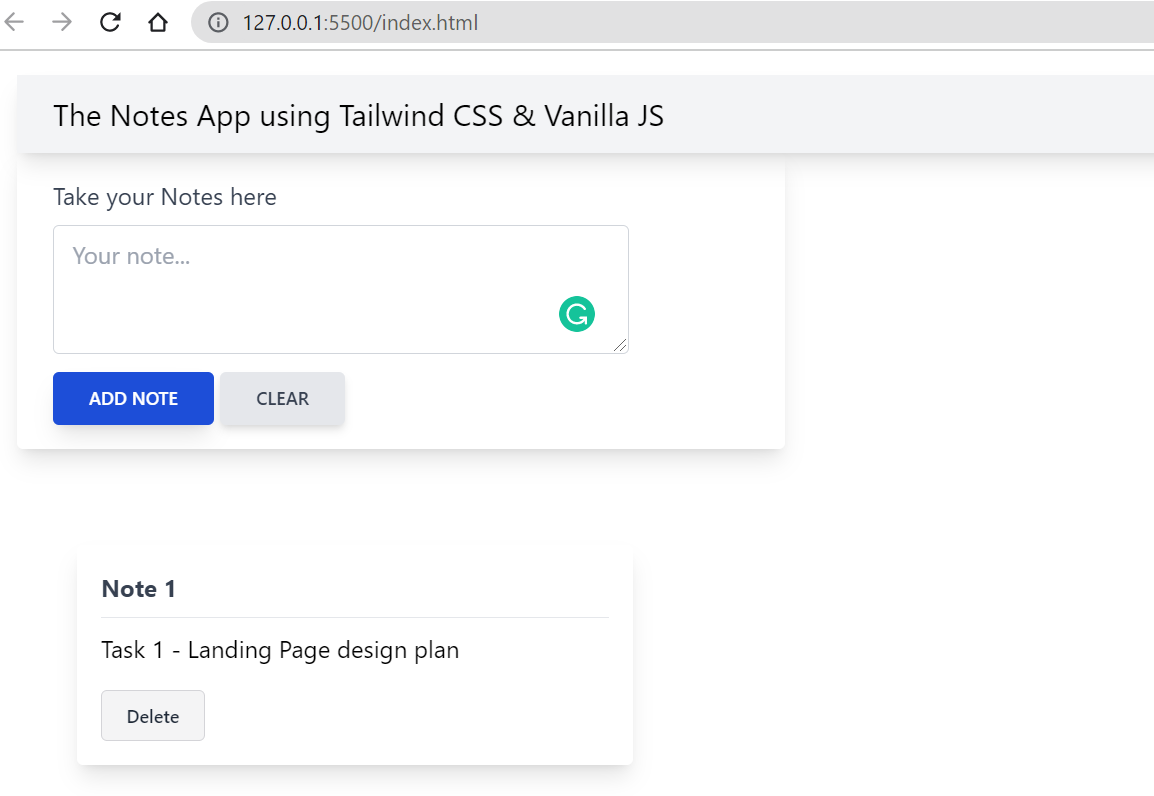 127.0.0.1:5500/index.html
The Notes App using Tailwind CSS & Vanilla JS
Take your Notes here
Your note...
ADD NOTE CLEAR
Note 1
Task 1 - Landing Page design plan
Delete